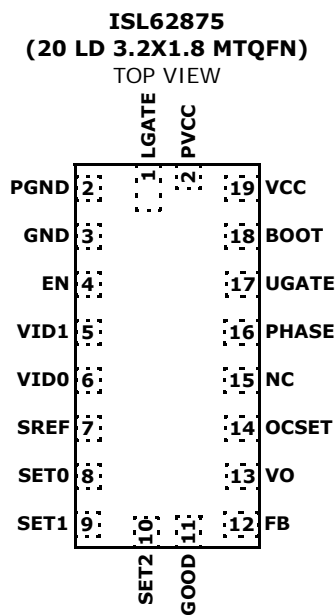 ISL62875
(20 LD 3.2X1.8 MTQFN)
TOP VIEW
LGATE
PVCC
1
2
PGND 2
19 VCC
GND 3
18 BOOT
EN 4
17 UGATE
VID1 5
16 PHASE
VID0 6
15 NC
SREF 7
14 OCSET
SET0 8
13 VO
SET1 9
12 FB
10
11
SET2
GOOD